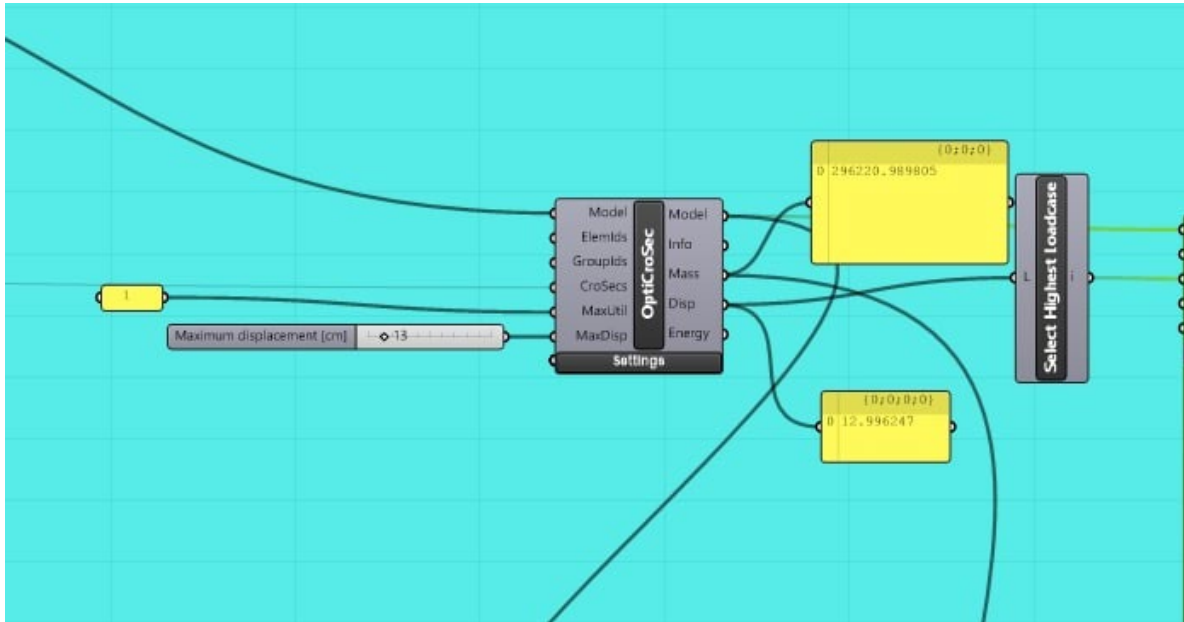 {0;0;0}
0 296220.989805
Model
ElemIds
GroupIds
CroSecs
MaxUtil
MaxDisp
OptiCroSec
Model
Info
Mass
Disp
Energy
Settings
1
Maximum displacement [cm]
13
L
Select Highest Loadcase
i
{0;0;0;0}
0 12.996247